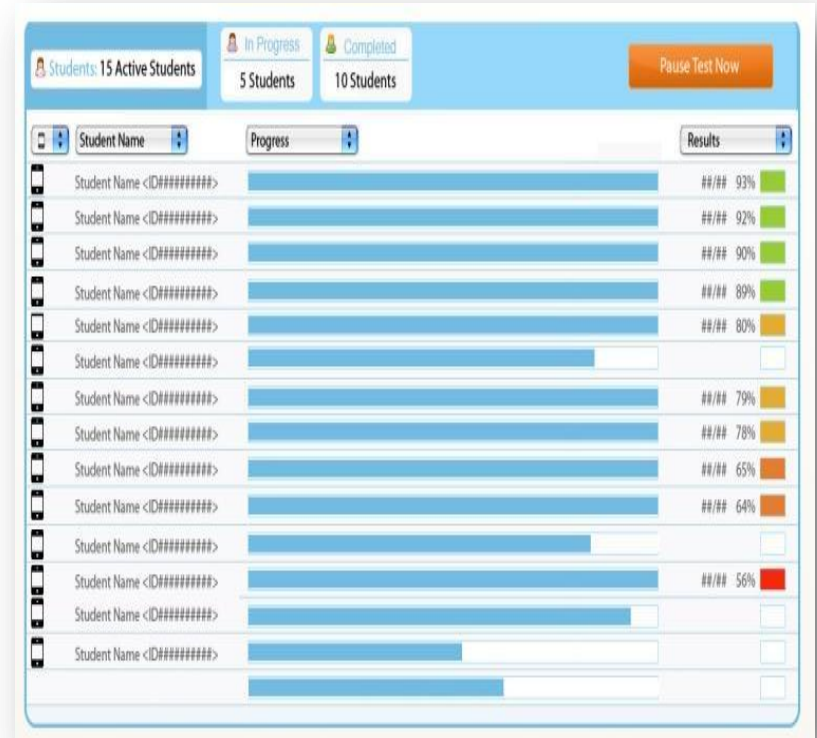 Students: 15 Active Students
In Progress
5 Students
Completed
10 Students
Pause Test Now
Student Name
Progress
Results
Student Name <ID##########> ##/## 93%
Student Name <ID##########> ##/## 92%
Student Name <ID##########> ##/## 90%
Student Name <ID##########> ##/## 89%
Student Name <ID##########> ##/## 80%
Student Name <ID##########>
Student Name <ID##########> ##/## 79%
Student Name <ID##########> ##/## 78%
Student Name <ID##########> ##/## 65%
Student Name <ID##########> ##/## 64%
Student Name <ID##########>
Student Name <ID##########> ##/## 56%
Student Name <ID##########>
Student Name <ID##########>